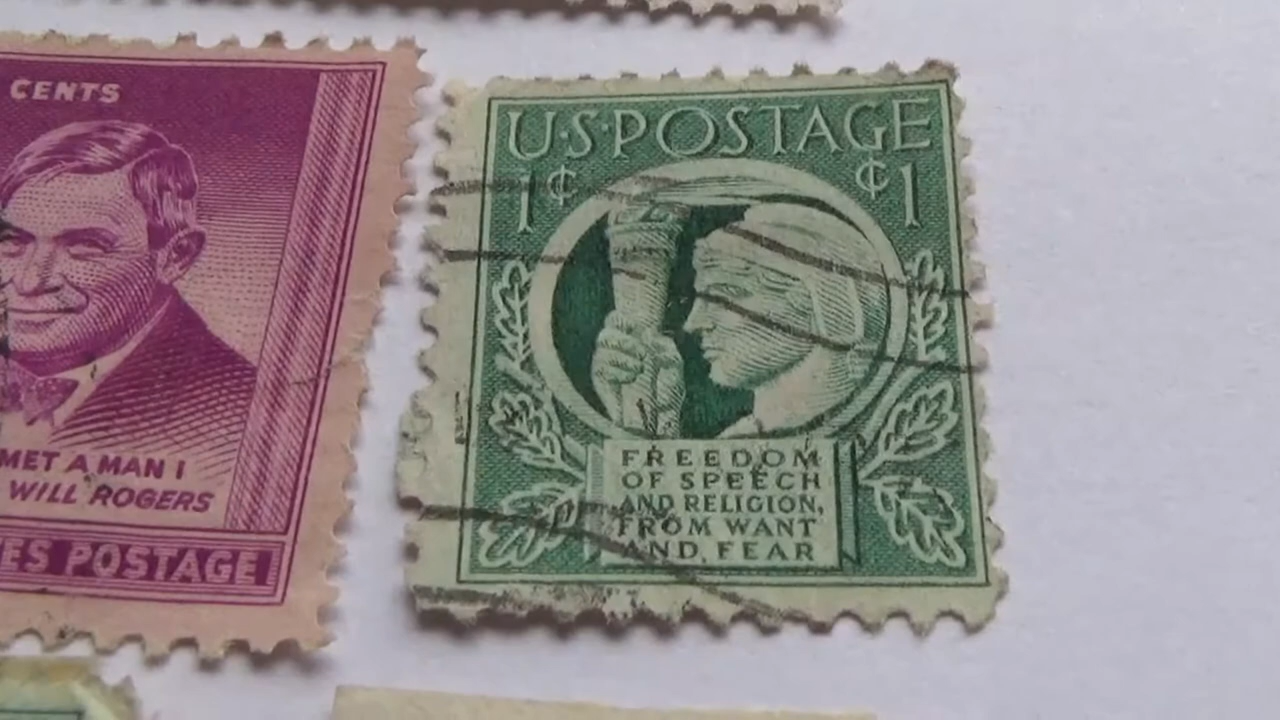 CENTS
MET A MAN I
WILL ROGERS
ES POSTAGE
U·S·POSTAGE
1¢ ¢1
FREEDOM
OF SPEECH
AND RELIGION,
FROM WANT
AND FEAR